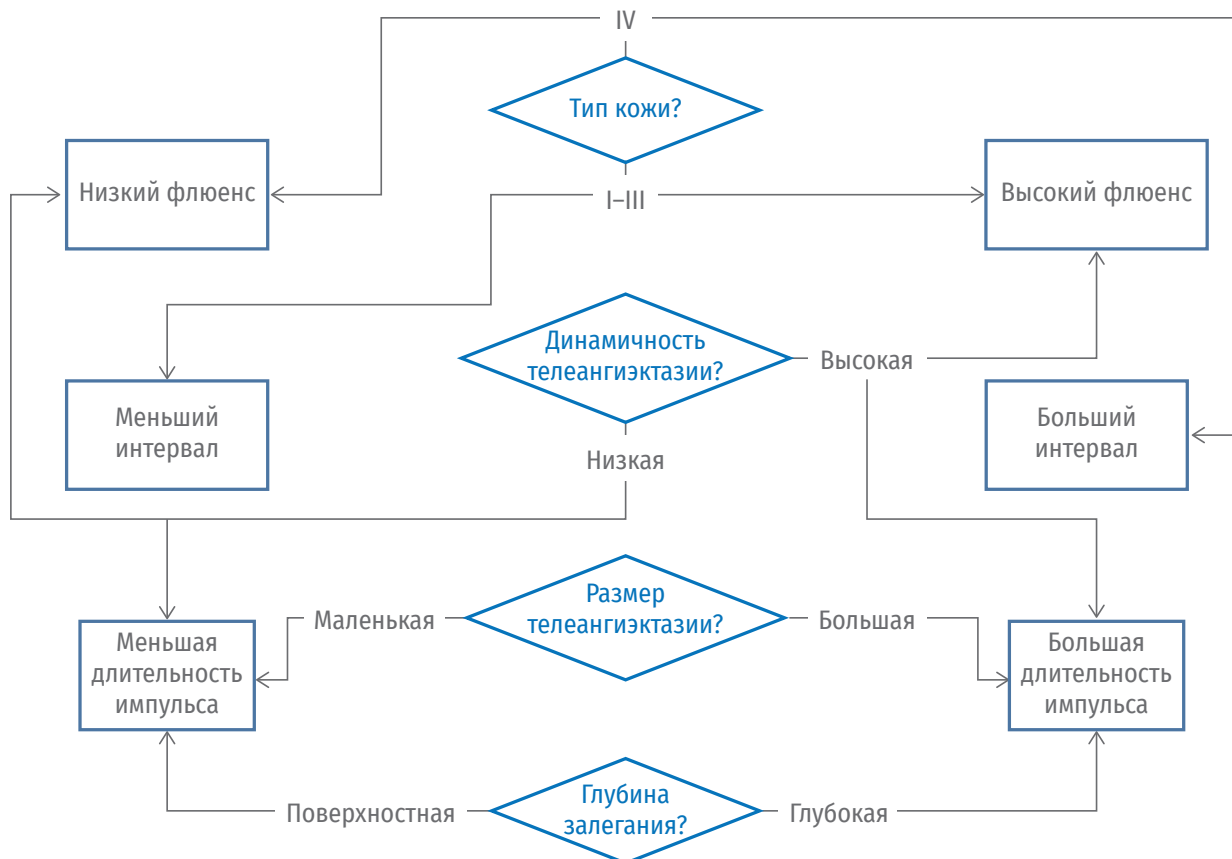 IV
Тип кожи?
Низкий флюенс
I–III
Высокий флюенс
Динамичность
телеангиэктазии?
Высокая
Меньший
интервал
Больший
интервал
Низкая
Размер
телеангиэктазии?
Маленькая
Большая
Меньшая
длительность
импульса
Большая
длительность
импульса
Глубина
залегания?
Поверхностная
Глубокая